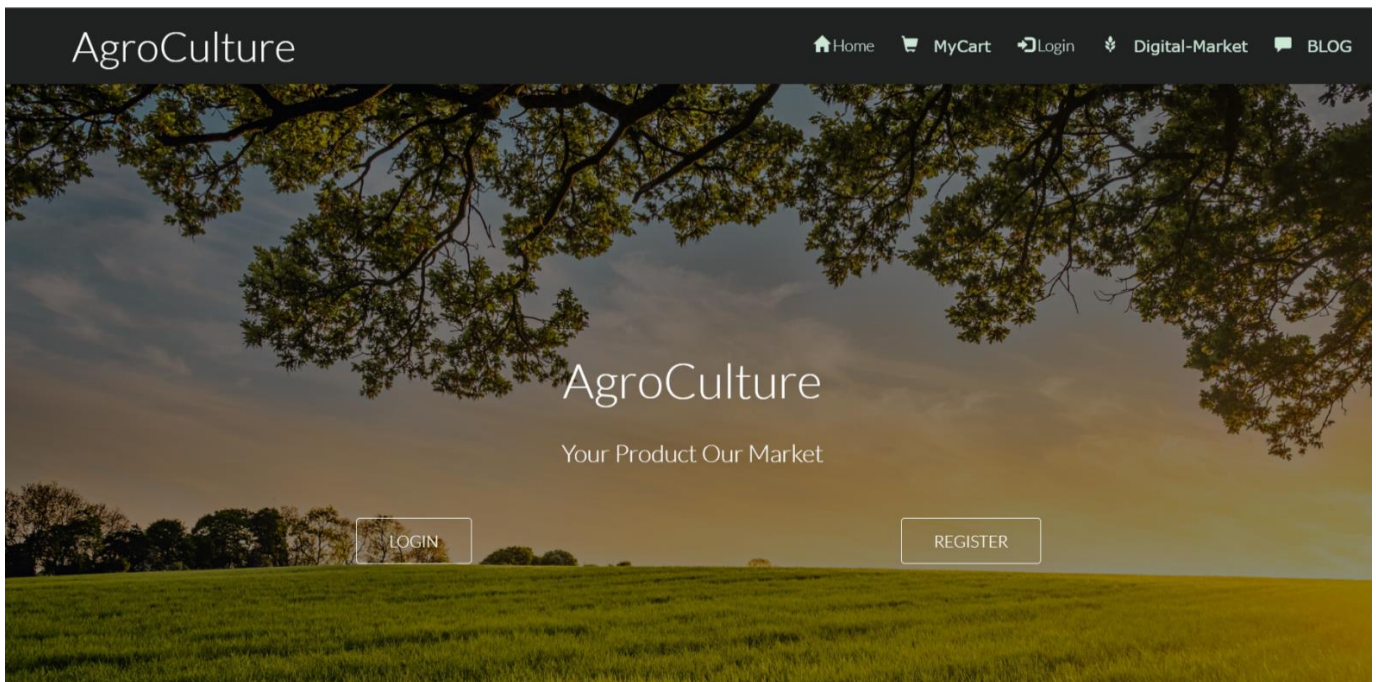 AgroCulture
Home MyCart Login Digital-Market BLOG
AgroCulture
Your Product Our Market
LOGIN REGISTER